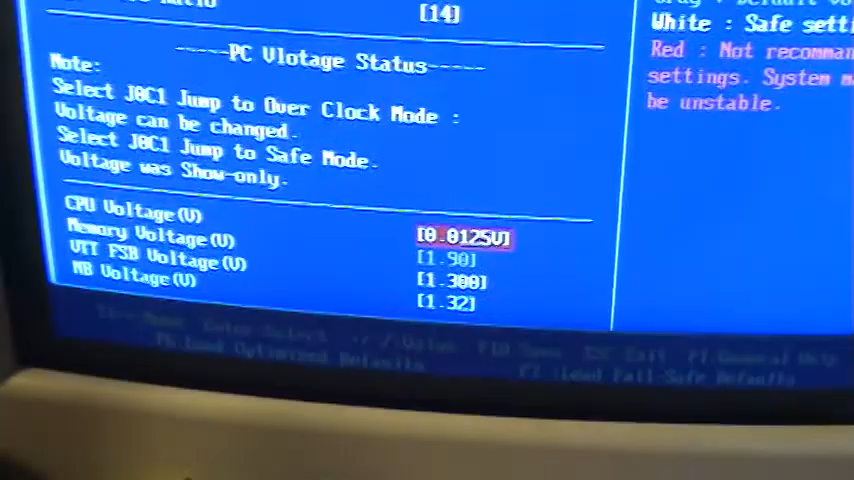 [14]
-----PC Vlotage Status-----
Note:
Select J0C1 Jump to Over Clock Mode :
Voltage can be changed.
Select J0C1 Jump to Safe Mode.
Voltage was Show-only.
CPU Voltage(V) [0.0125V]
Memory Voltage(V) [1.90]
VTT FSB Voltage(V) [1.300]
NB Voltage(V) [1.32]
White : Safe setti
Red : Not recomman
settings. System m
be unstable.